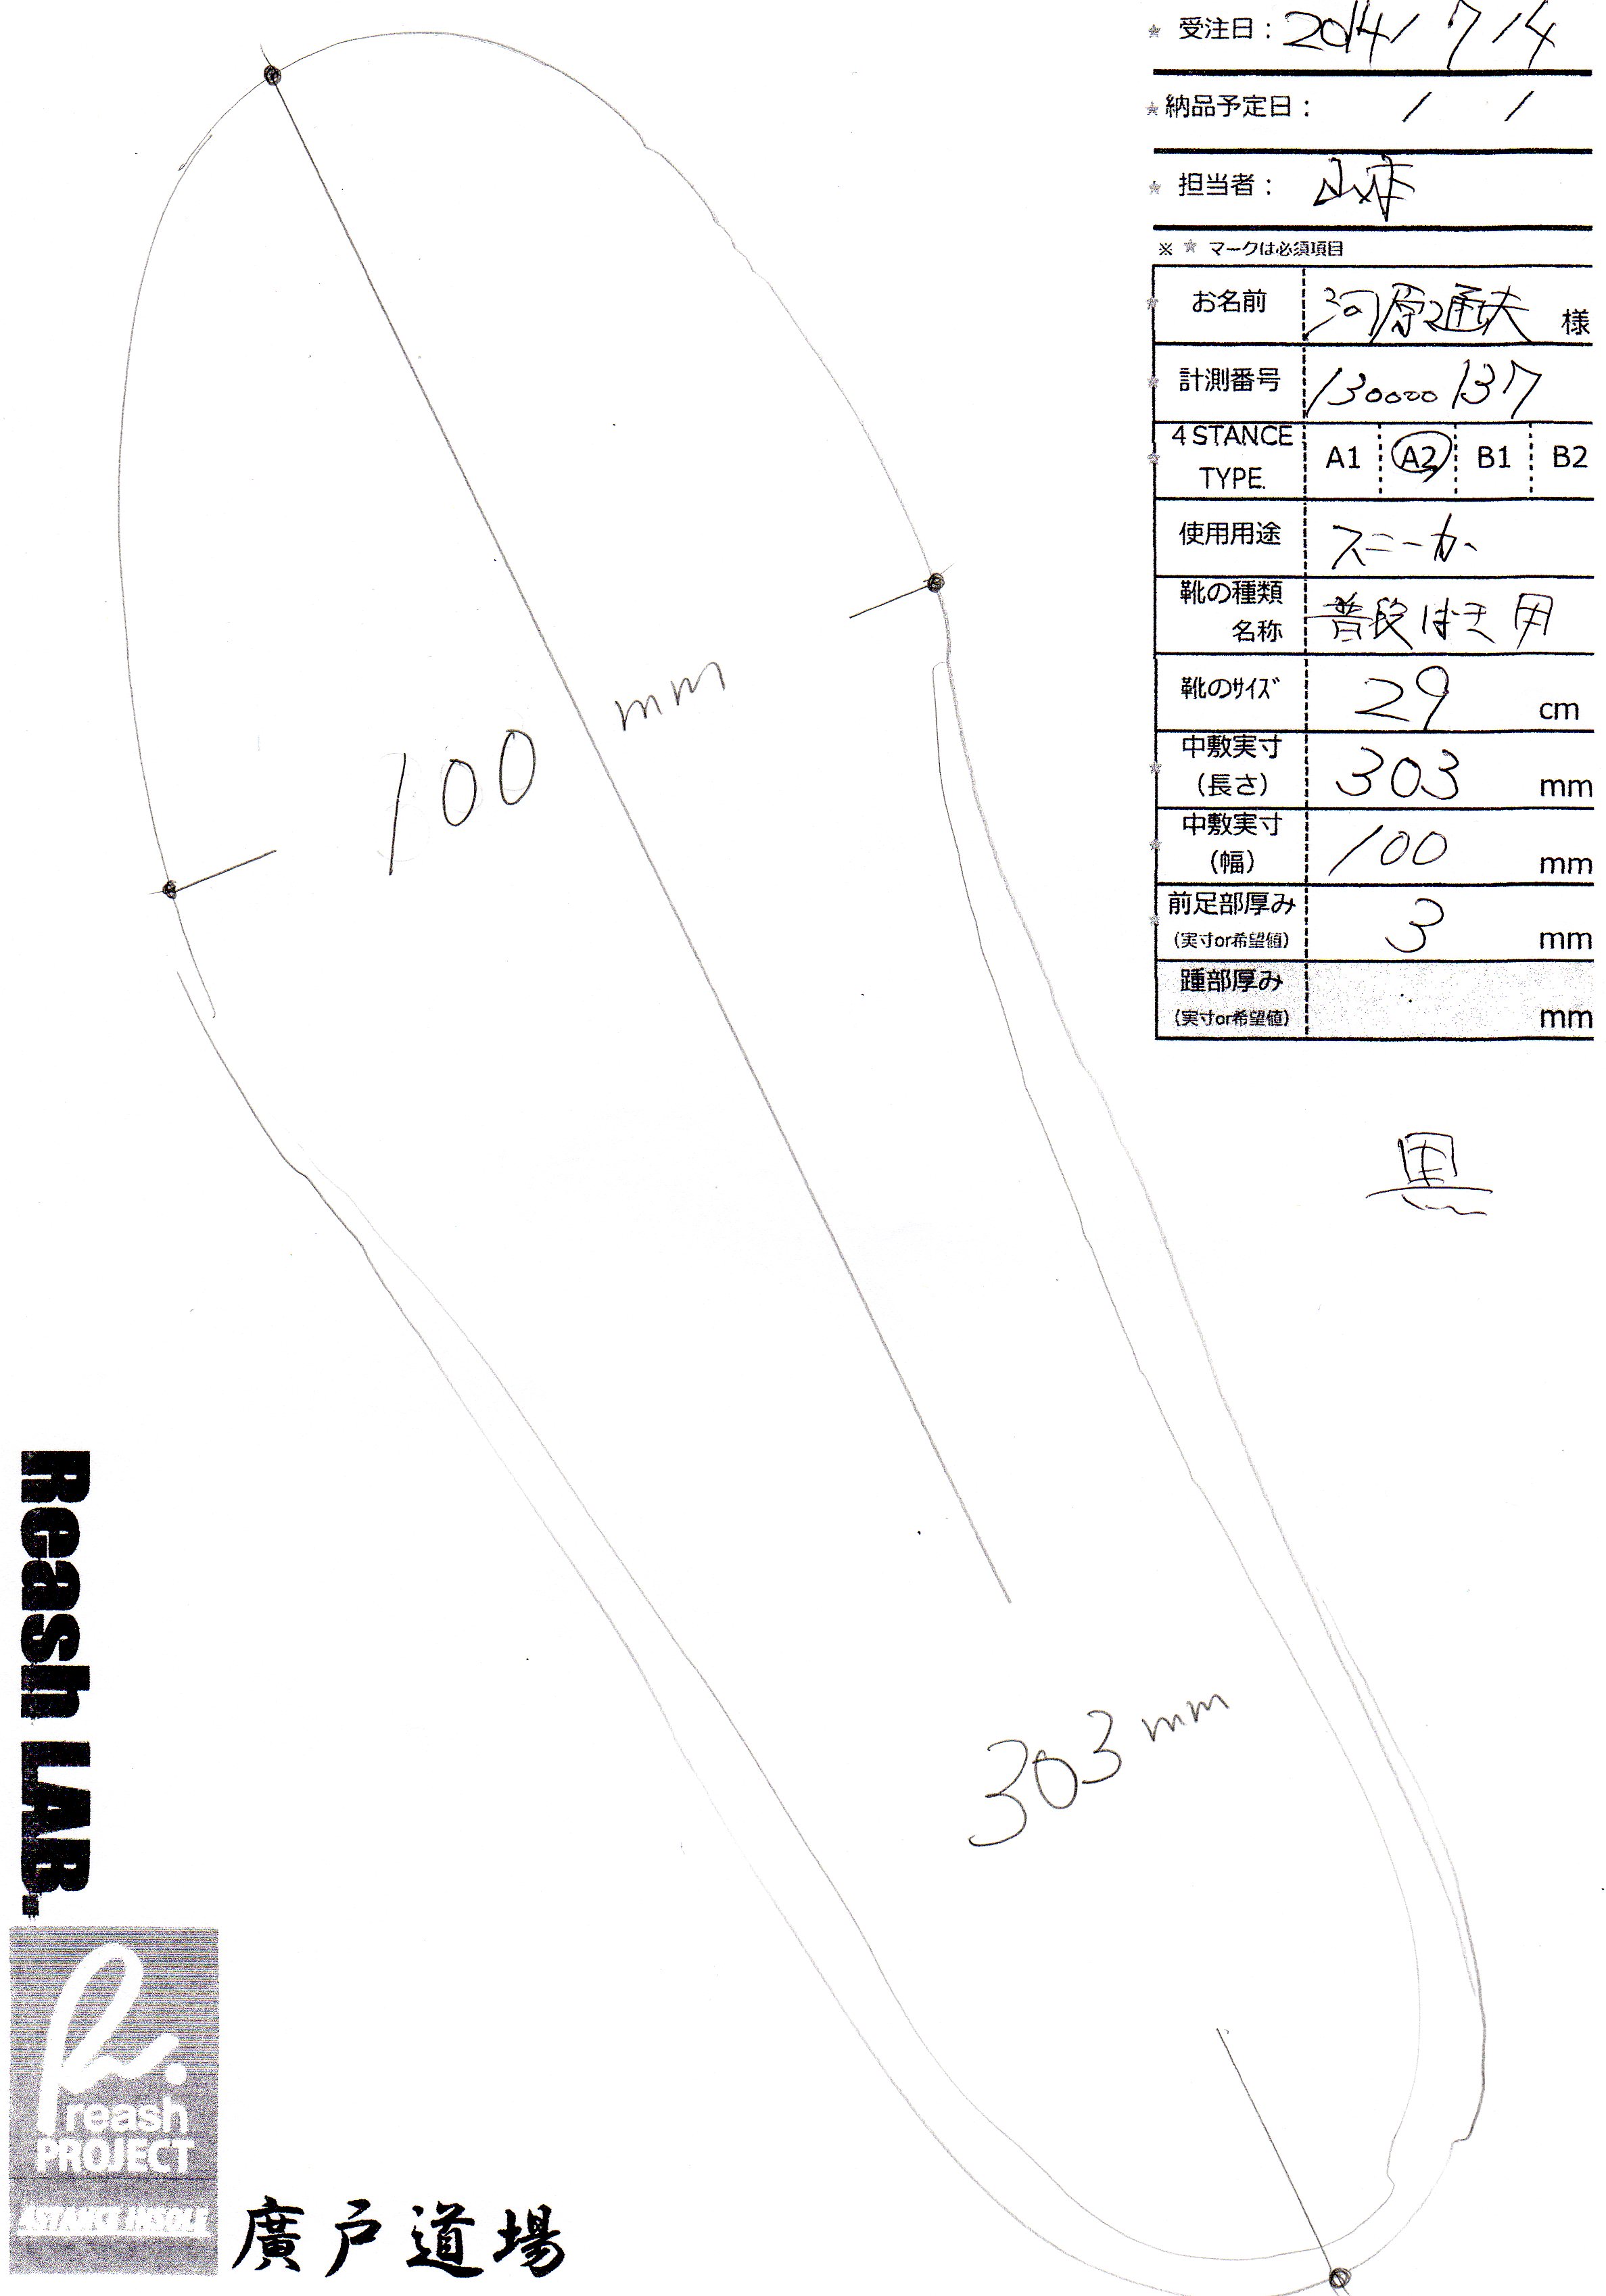 ★ 受注日： 2014/ 7/4
★ 納品予定日： / /
★ 担当者：
※ ★ マークは必須項目
★ お名前 河原通夫 様
★ 計測番号 130000137
★ 4STANCE TYPE. A1 A2 B1 B2
使用用途 スニーカー
靴の種類 名称 普段はき用
靴のサイズ 29 cm
★ 中敷実寸 (長さ) 303 mm
★ 中敷実寸 (幅) 100 mm
★ 前足部厚み (実寸or希望値) 3 mm
踵部厚み (実寸or希望値) mm
100 mm
黒
303 mm
Reash LAB.
reash
PROJECT
4STANCE INSOLE
廣戸道場